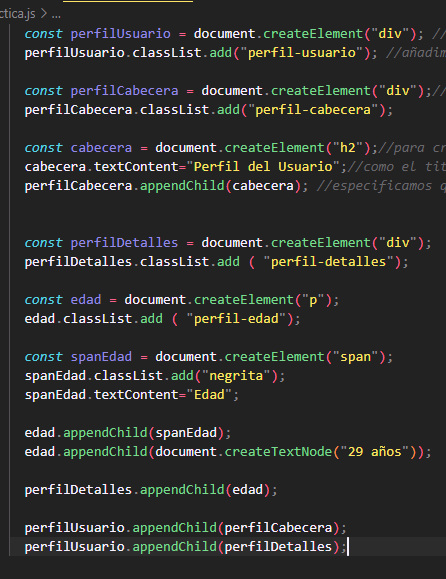 ctica.js > ...
const perfilUsuario = document.createElement("div"); //
perfilUsuario.classList.add("perfil-usuario"); //añadim
const perfilCabecera = document.createElement("div");//
perfilCabecera.classList.add("perfil-cabecera");
const cabecera = document.createElement("h2");//para cr
cabecera.textContent="Perfil del Usuario";//como el tit
perfilCabecera.appendChild(cabecera); //especificamos q
const perfilDetalles = document.createElement("div");
perfilDetalles.classList.add ( "perfil-detalles");
const edad = document.createElement("p");
edad.classList.add ( "perfil-edad");
const spanEdad = document.createElement("span");
spanEdad.classList.add("negrita");
spanEdad.textContent="Edad";
edad.appendChild(spanEdad);
edad.appendChild(document.createTextNode("29 años"));
perfilDetalles.appendChild(edad);
perfilUsuario.appendChild(perfilCabecera);
perfilUsuario.appendChild(perfilDetalles);